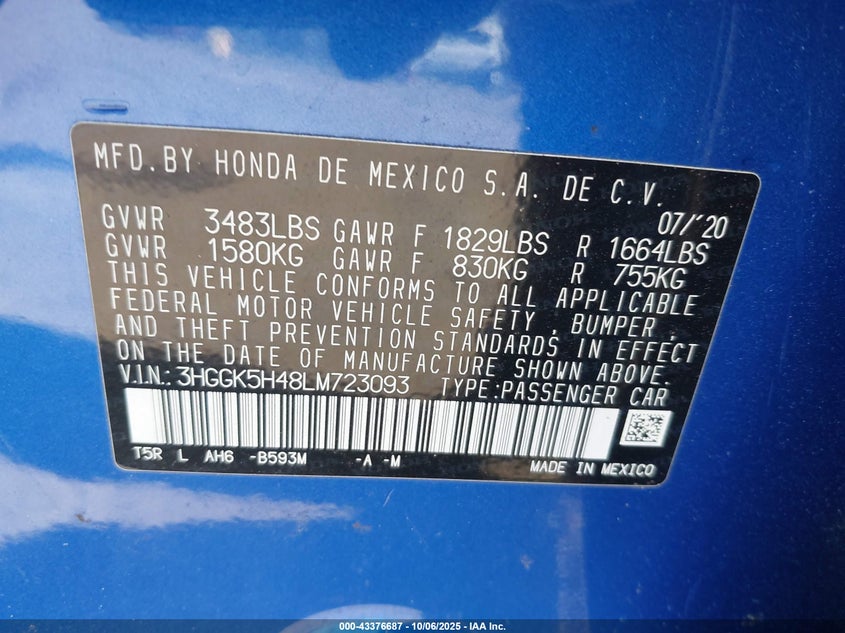 MFD.BY HONDA DE MEXICO S.A. DE C.V.
07/'20
GVWR 3483LBS GAWR F 1829LBS R 1664LBS
GVWR 1580KG GAWR F 830KG R 755KG
THIS VEHICLE CONFORMS TO ALL APPLICABLE
FEDERAL MOTOR VEHICLE SAFETY, BUMPER,
AND THEFT PREVENTION STANDARDS IN EFFECT
ON THE DATE OF MANUFACTURE SHOWN ABOVE.
V.I.N.: 3HGGK5H48LM723093 TYPE:PASSENGER CAR
T5R L AH6 -B593M -A -M MADE IN MEXICO
000-43376687 - 10/06/2025 - IAA Inc.